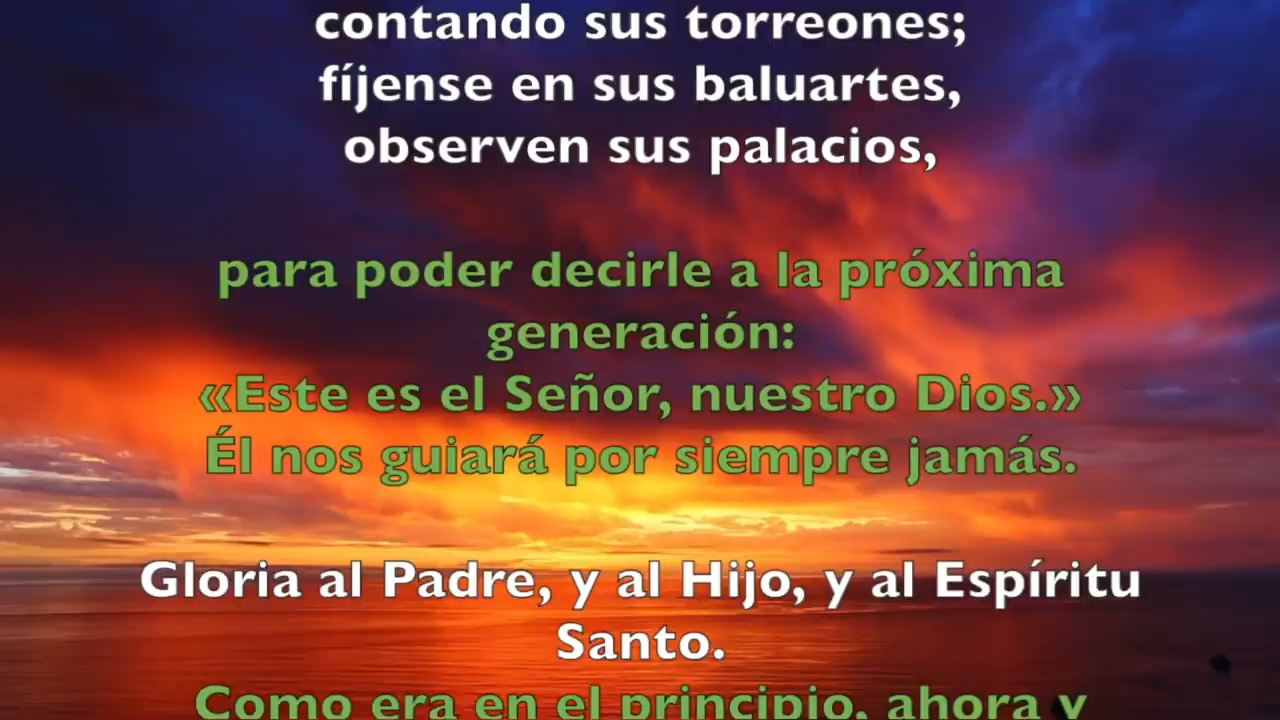 contando sus torreones;
fíjense en sus baluartes,
observen sus palacios,
para poder decirle a la próxima
generación:
«Este es el Señor, nuestro Dios.»
Él nos guiará por siempre jamás.
Gloria al Padre, y al Hijo, y al Espíritu
Santo.
Como era en el principio, ahora y